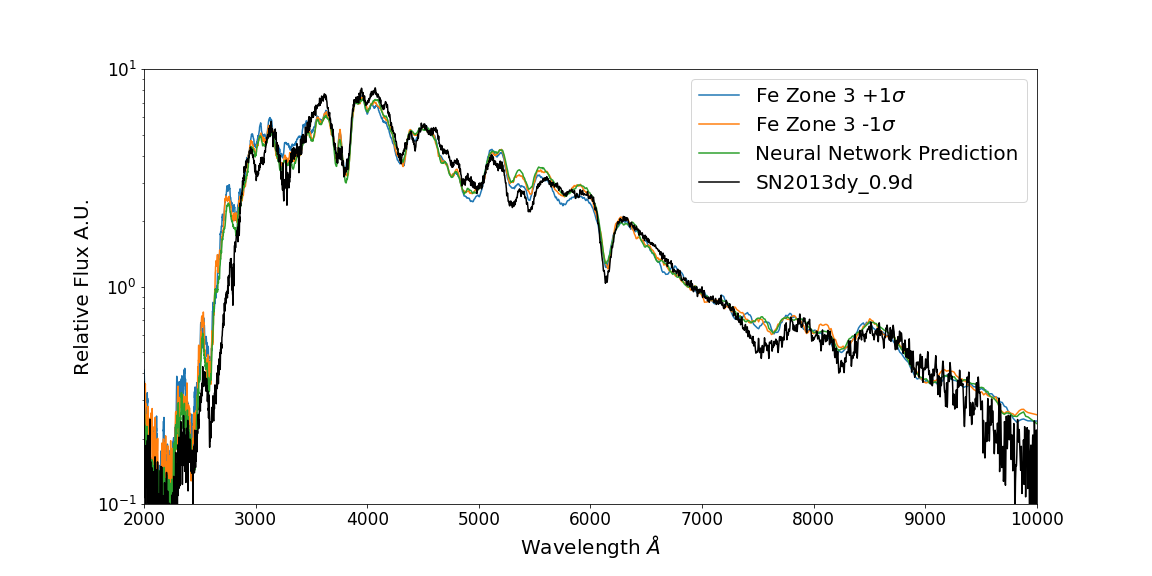 10¹
10⁰
10⁻¹
Relative Flux A.U.
Fe Zone 3 +1σ
Fe Zone 3 -1σ
Neural Network Prediction
SN2013dy_0.9d
2000 3000 4000 5000 6000 7000 8000 9000 10000
Wavelength Å